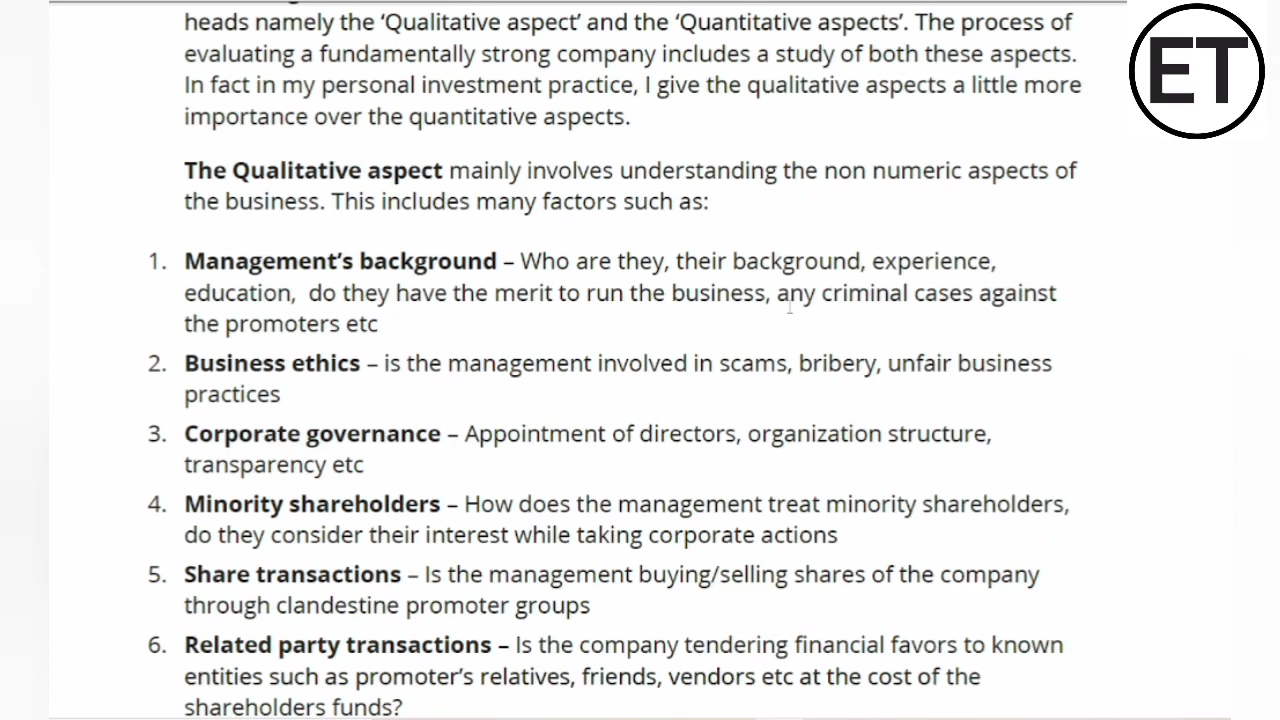 heads namely the ‘Qualitative aspect’ and the ‘Quantitative aspects’. The process of
evaluating a fundamentally strong company includes a study of both these aspects.
In fact in my personal investment practice, I give the qualitative aspects a little more
importance over the quantitative aspects.
The Qualitative aspect mainly involves understanding the non numeric aspects of
the business. This includes many factors such as:
1. Management’s background – Who are they, their background, experience,
education,  do they have the merit to run the business, any criminal cases against
the promoters etc
2. Business ethics – is the management involved in scams, bribery, unfair business
practices
3. Corporate governance – Appointment of directors, organization structure,
transparency etc
4. Minority shareholders – How does the management treat minority shareholders,
do they consider their interest while taking corporate actions
5. Share transactions – Is the management buying/selling shares of the company
through clandestine promoter groups
6. Related party transactions – Is the company tendering financial favors to known
entities such as promoter’s relatives, friends, vendors etc at the cost of the
shareholders funds?
ET